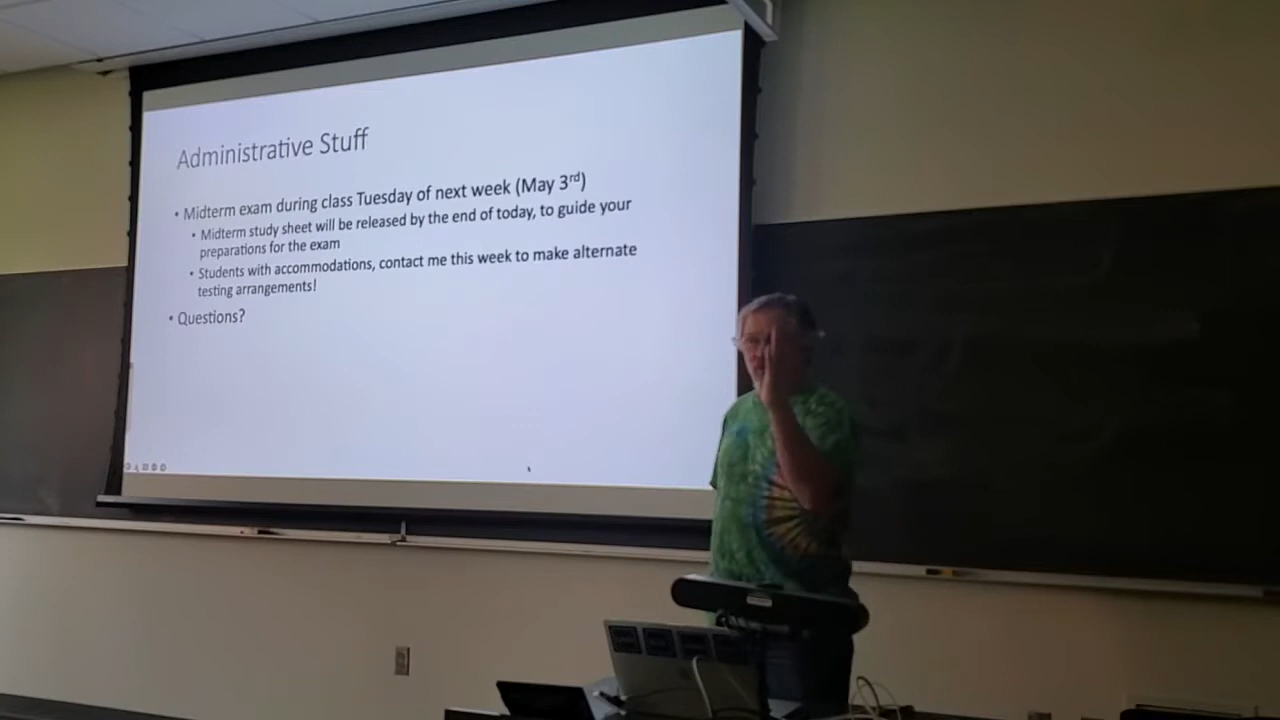 Administrative Stuff
• Midterm exam during class Tuesday of next week (May 3rd)
• Midterm study sheet will be released by the end of today, to guide your
preparations for the exam
• Students with accommodations, contact me this week to make alternate
testing arrangements!
• Questions?